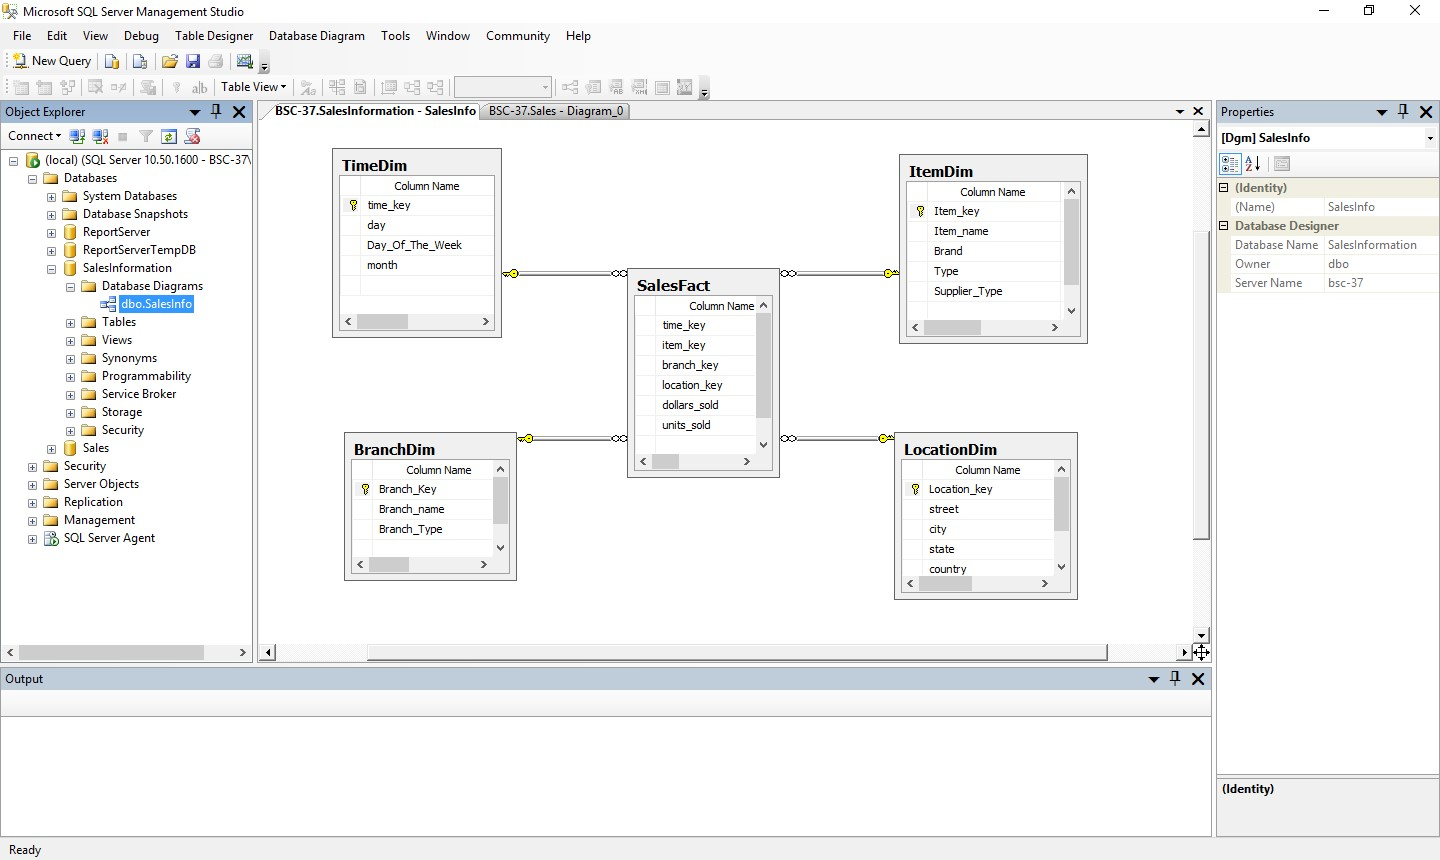 Microsoft SQL Server Management Studio
File Edit View Debug Table Designer Database Diagram Tools Window Community Help
New Query
Table View
Object Explorer
Connect
(local) (SQL Server 10.50.1600 - BSC-37\
Databases
System Databases
Database Snapshots
ReportServer
ReportServerTempDB
SalesInformation
Database Diagrams
dbo.SalesInfo
Tables
Views
Synonyms
Programmability
Service Broker
Storage
Security
Sales
Security
Server Objects
Replication
Management
SQL Server Agent
BSC-37.SalesInformation - SalesInfo
BSC-37.Sales - Diagram_0
TimeDim
Column Name
time_key
day
Day_Of_The_Week
month
ItemDim
Column Name
Item_key
Item_name
Brand
Type
Supplier_Type
SalesFact
Column Name
time_key
item_key
branch_key
location_key
dollars_sold
units_sold
BranchDim
Column Name
Branch_Key
Branch_name
Branch_Type
LocationDim
Column Name
Location_key
street
city
state
country
Properties
[Dgm] SalesInfo
(Identity)
(Name) SalesInfo
Database Designer
Database Name SalesInformation
Owner dbo
Server Name bsc-37
(Identity)
Output
Ready